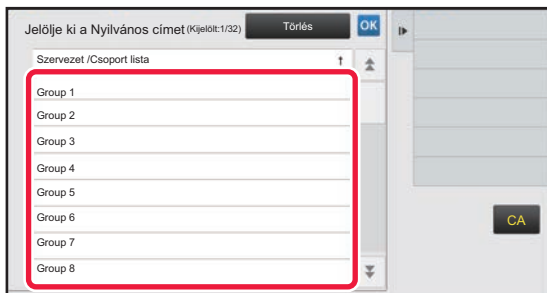 Jelölje ki a Nyilvános címet (Kijelölt:1/32) Törlés OK
Szervezet /Csoport lista
Group 1
Group 2
Group 3
Group 4
Group 5
Group 6
Group 7
Group 8
CA